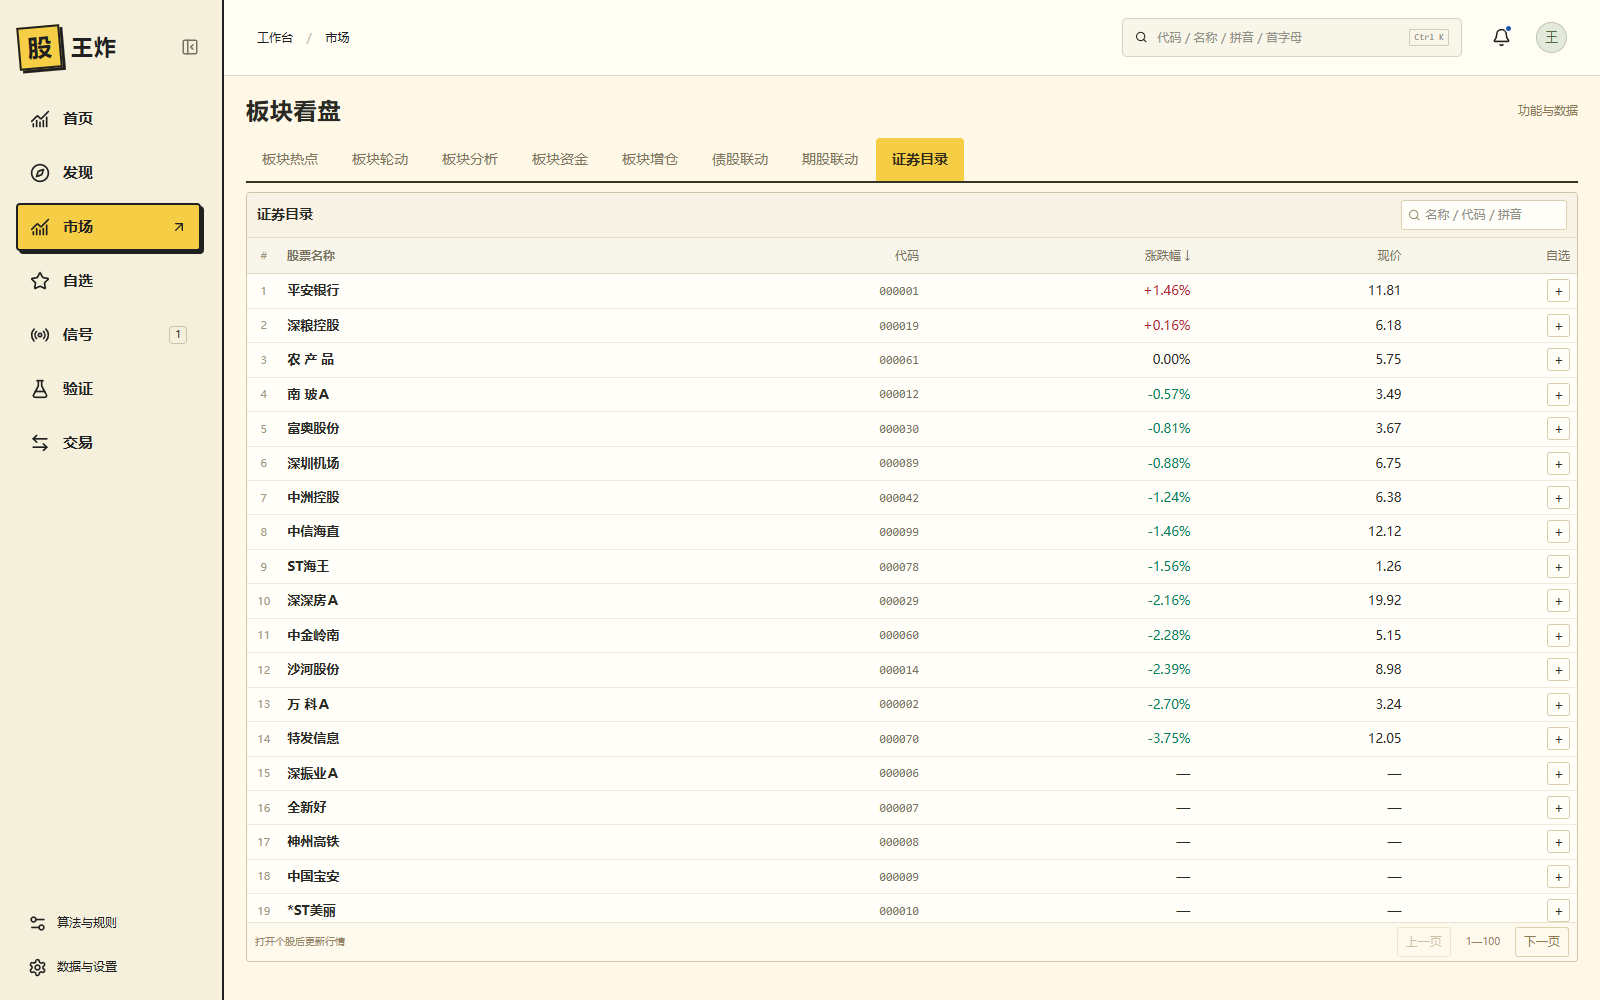 股 王炸
首页
发现
市场
自选
信号 1
验证
交易
算法与规则
数据与设置
工作台 / 市场
代码 / 名称 / 拼音 / 首字母 Ctrl K
王
板块看盘
功能与数据
板块热点 板块轮动 板块分析 板块资金 板块增仓 债股联动 期股联动 证券目录
证券目录
名称 / 代码 / 拼音
# 股票名称 代码 涨跌幅↓ 现价 自选
1 平安银行 000001 +1.46% 11.81 +
2 深粮控股 000019 +0.16% 6.18 +
3 农 产 品 000061 0.00% 5.75 +
4 南 玻A 000012 -0.57% 3.49 +
5 富奥股份 000030 -0.81% 3.67 +
6 深圳机场 000089 -0.88% 6.75 +
7 中洲控股 000042 -1.24% 6.38 +
8 中信海直 000099 -1.46% 12.12 +
9 ST海王 000078 -1.56% 1.26 +
10 深深房A 000029 -2.16% 19.92 +
11 中金岭南 000060 -2.28% 5.15 +
12 沙河股份 000014 -2.39% 8.98 +
13 万 科A 000002 -2.70% 3.24 +
14 特发信息 000070 -3.75% 12.05 +
15 深振业A 000006 — — +
16 全新好 000007 — — +
17 神州高铁 000008 — — +
18 中国宝安 000009 — — +
19 *ST美丽 000010 — — +
打开个股后更新行情
上一页 1—100 下一页